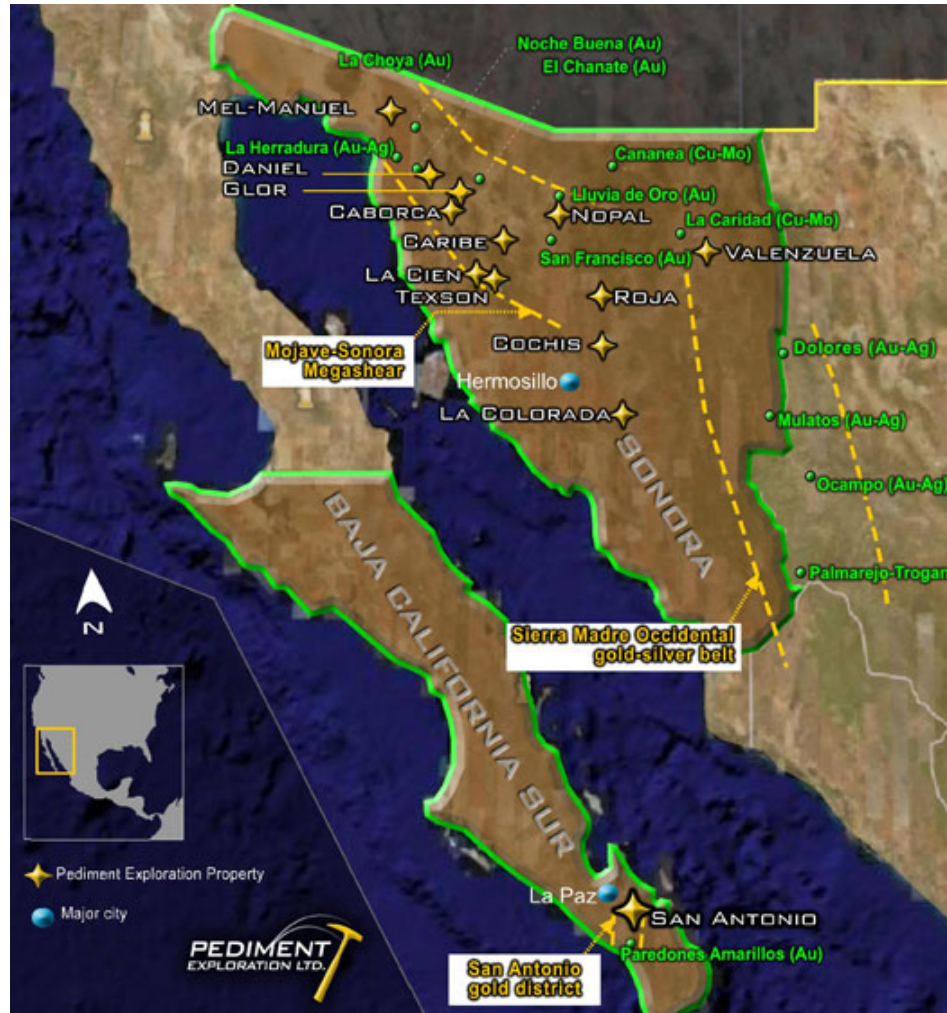 Noche Buena (Au)
La Choya (Au)
El Chanate (Au)
MEL-MANUEL
La Herradura (Au-Ag)
Cananea (Cu-Mo)
DANIEL
GLOR
Lluvia de Oro (Au)
CABORCA
NOPAL
La Caridad (Cu-Mo)
CARIBE
San Francisco (Au)
VALENZUELA
LA CIEN
TEXSON
ROJA
Mojave-Sonora
Megashear
COCHIS
Dolores (Au-Ag)
Hermosillo
LA COLORADA
Mulatos (Au-Ag)
SONORA
Ocampo (Au-Ag)
BAJA CALIFORNIA SUR
Palmarejo-Trogan
N
Sierra Madre Occidental
gold-silver belt
Pediment Exploration Property
Major city
La Paz
SAN ANTONIO
PEDIMENT
EXPLORATION LTD.
Paredones Amarillos (Au)
San Antonio
gold district